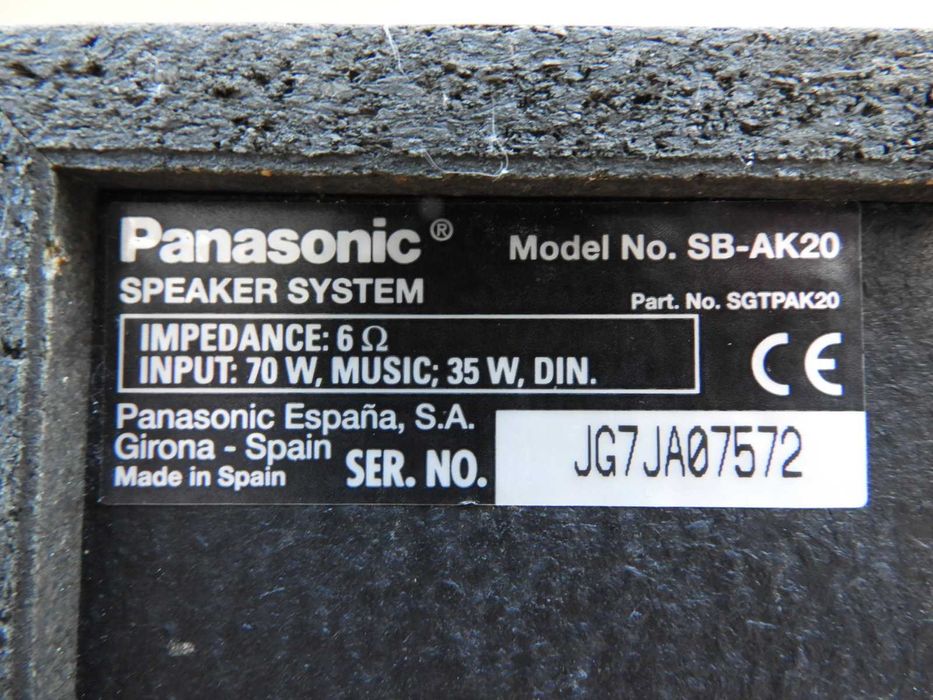 Panasonic®
Model No. SB-AK20
SPEAKER SYSTEM
Part. No. SGTPAK20
IMPEDANCE: 6 Ω
INPUT: 70 W, MUSIC; 35 W, DIN.
CE
Panasonic España, S.A.
Girona - Spain
Made in Spain
SER. NO. JG7JA07572